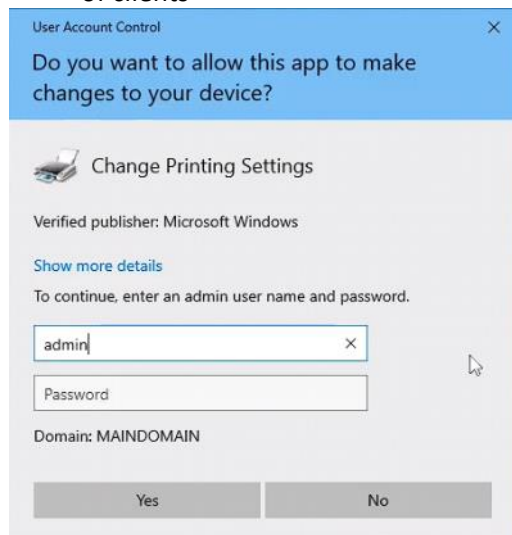 of clients
User Account Control
Do you want to allow this app to make
changes to your device?
Change Printing Settings
Verified publisher: Microsoft Windows
Show more details
To continue, enter an admin user name and password.
admin
Password
Domain: MAINDOMAIN
Yes No